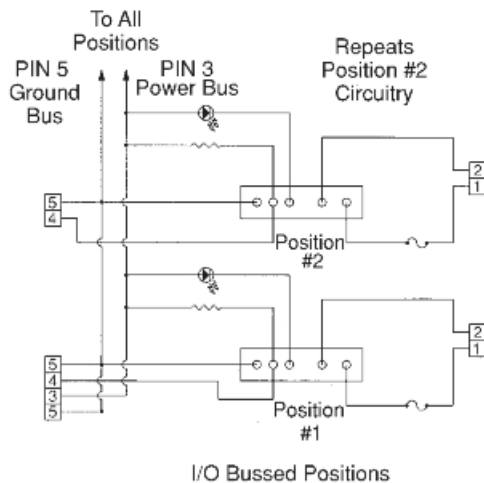 To All
Positions
PIN 5
Ground
Bus
PIN 3
Power Bus
Repeats
Position #2
Circuitry
5
4
2
1
Position
#2
5
4
3
5
2
1
Position
#1
I/O Bussed Positions